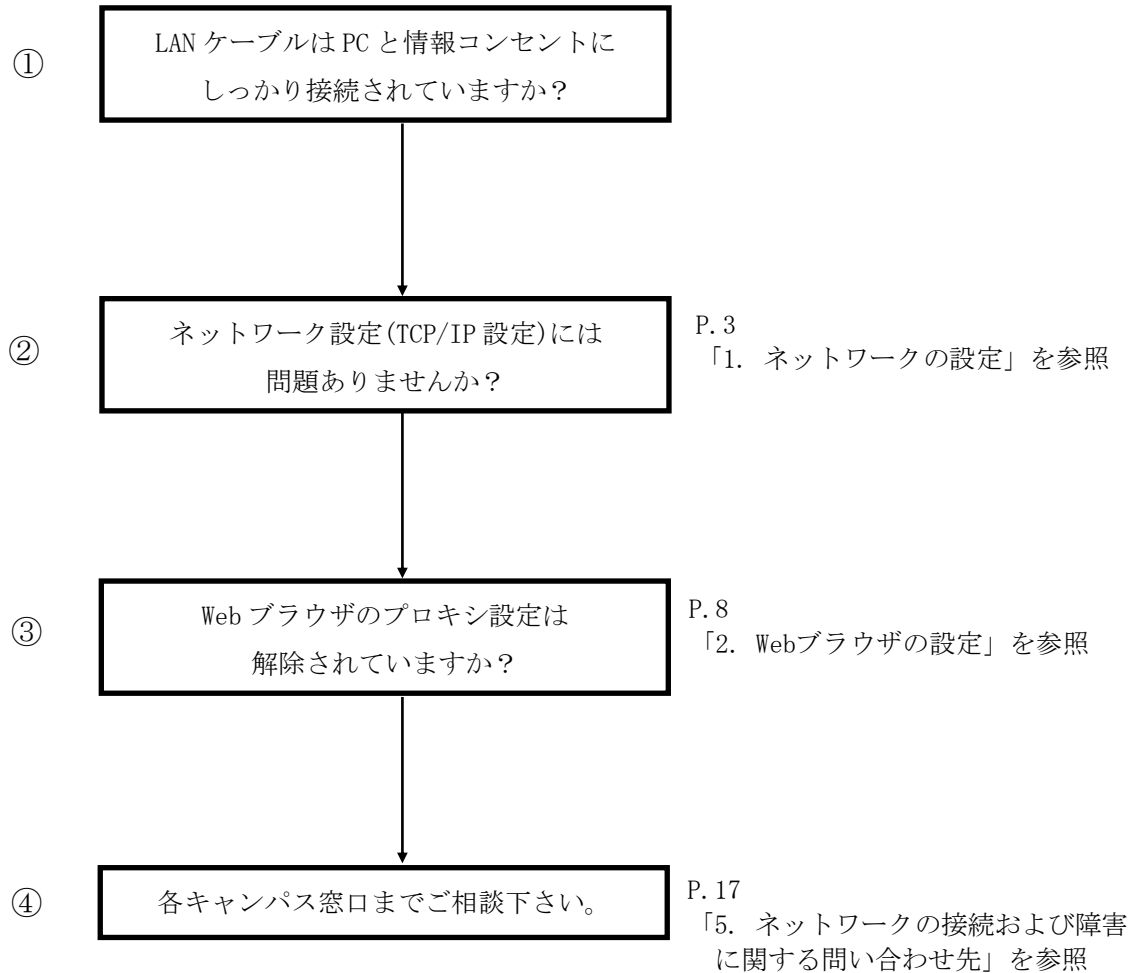 ①
LAN ケーブルは PC と情報コンセントに
しっかり接続されていますか？
②
ネットワーク設定(TCP/IP 設定)には
問題ありませんか？
P.3
「1. ネットワークの設定」を参照
③
Web ブラウザのプロキシ設定は
解除されていますか？
P.8
「2. Webブラウザの設定」を参照
④
各キャンパス窓口までご相談下さい。
P.17
「5. ネットワークの接続および障害
に関する問い合わせ先」を参照